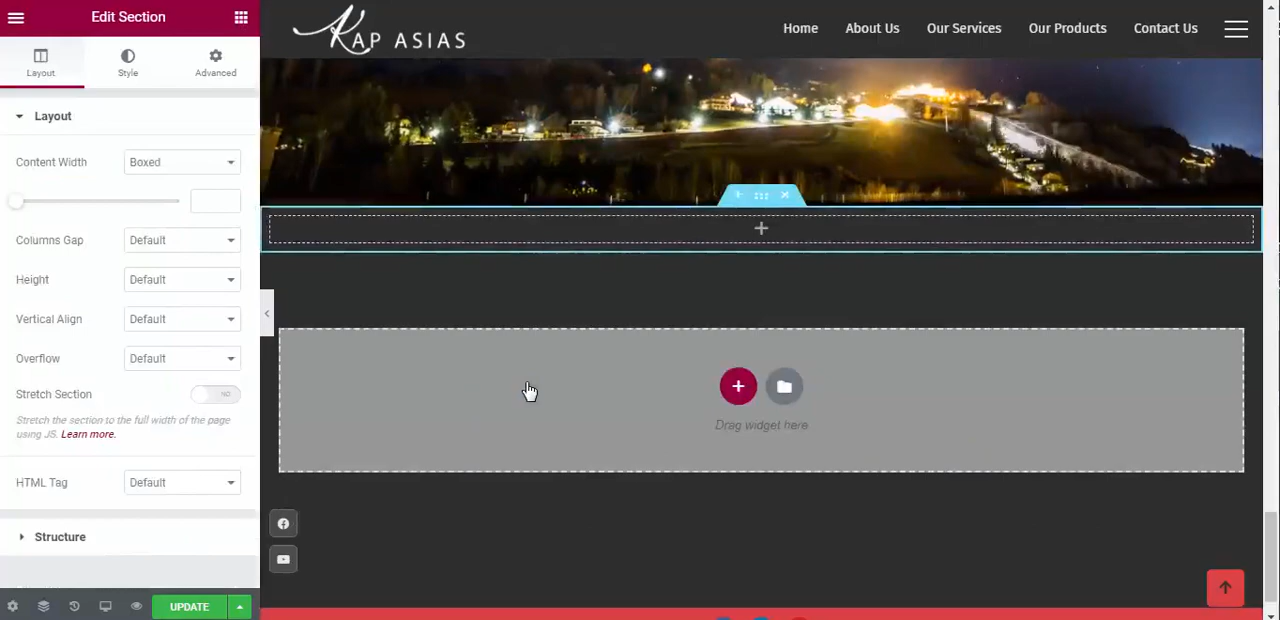 Edit Section
Layout
Style
Advanced
Layout
Content Width
Boxed
Columns Gap
Default
Height
Default
Vertical Align
Default
Overflow
Default
Stretch Section
NO
Stretch the section to the full width of the page
using JS. Learn more.
HTML Tag
Default
Structure
UPDATE
KAP ASIAS
Home
About Us
Our Services
Our Products
Contact Us
Drag widget here